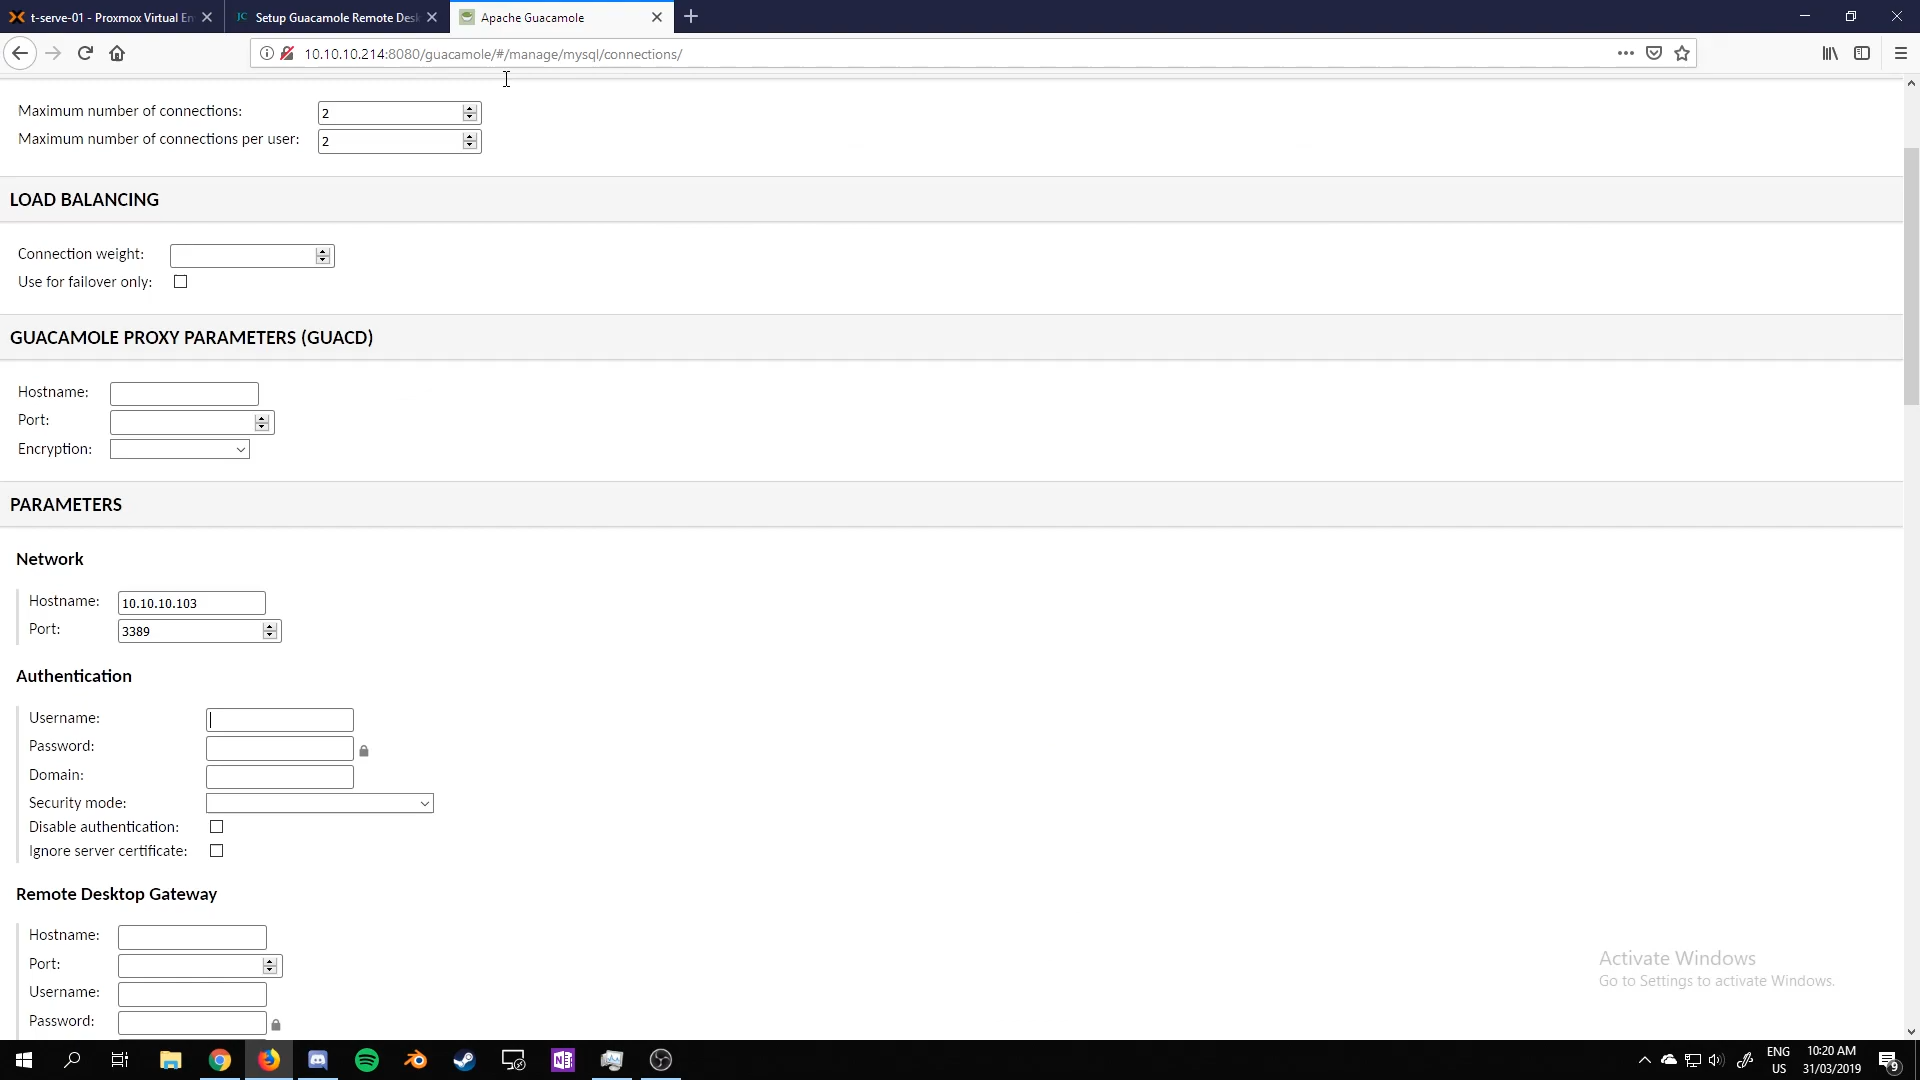 t-serve-01 - Proxmox Virtual En
JC Setup Guacamole Remote Desk
Apache Guacamole
10.10.10.214:8080/guacamole/#/manage/mysql/connections/
Maximum number of connections: 2
Maximum number of connections per user: 2
LOAD BALANCING
Connection weight:
Use for failover only:
GUACAMOLE PROXY PARAMETERS (GUACD)
Hostname:
Port:
Encryption:
PARAMETERS
Network
Hostname: 10.10.10.103
Port: 3389
Authentication
Username:
Password:
Domain:
Security mode:
Disable authentication:
Ignore server certificate:
Remote Desktop Gateway
Hostname:
Port:
Username:
Password:
Activate Windows
Go to Settings to activate Windows.
ENG
US
10:20 AM
31/03/2019
9